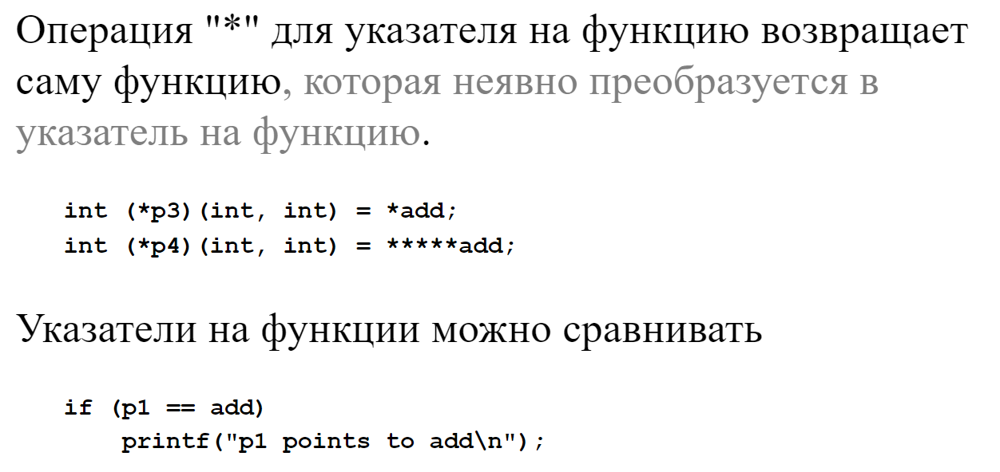 Операция "*" для указателя на функцию возвращает
саму функцию, которая неявно преобразуется в
указатель на функцию.
int (*p3)(int, int) = *add;
int (*p4)(int, int) = *****add;
Указатели на функции можно сравнивать
if (p1 == add)
printf("p1 points to add\n");